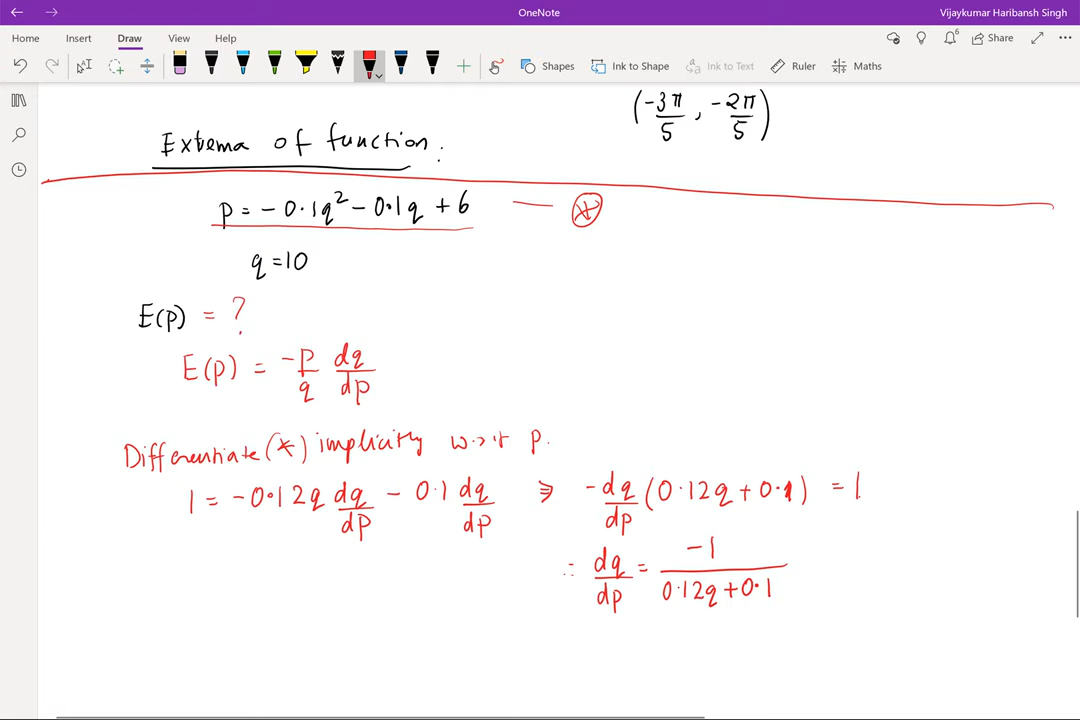 OneNote
Vijaykumar Haribansh Singh
Home Insert Draw View Help
6
Share
Shapes Ink to Shape Ink to Text Ruler Maths
(-3π/5, -2π/5)
Extrema of function.
p = -0.1q² - 0.1q + 6 — (*)
q = 10
E(p) = ?
E(p) = -p/q dq/dp
Differentiate (*) implicitly w.r.t p.
1 = -0.12q dq/dp - 0.1 dq/dp ⇒ -dq/dp (0.12q + 0.1) = 1
∴ dq/dp = -1/(0.12q + 0.1)